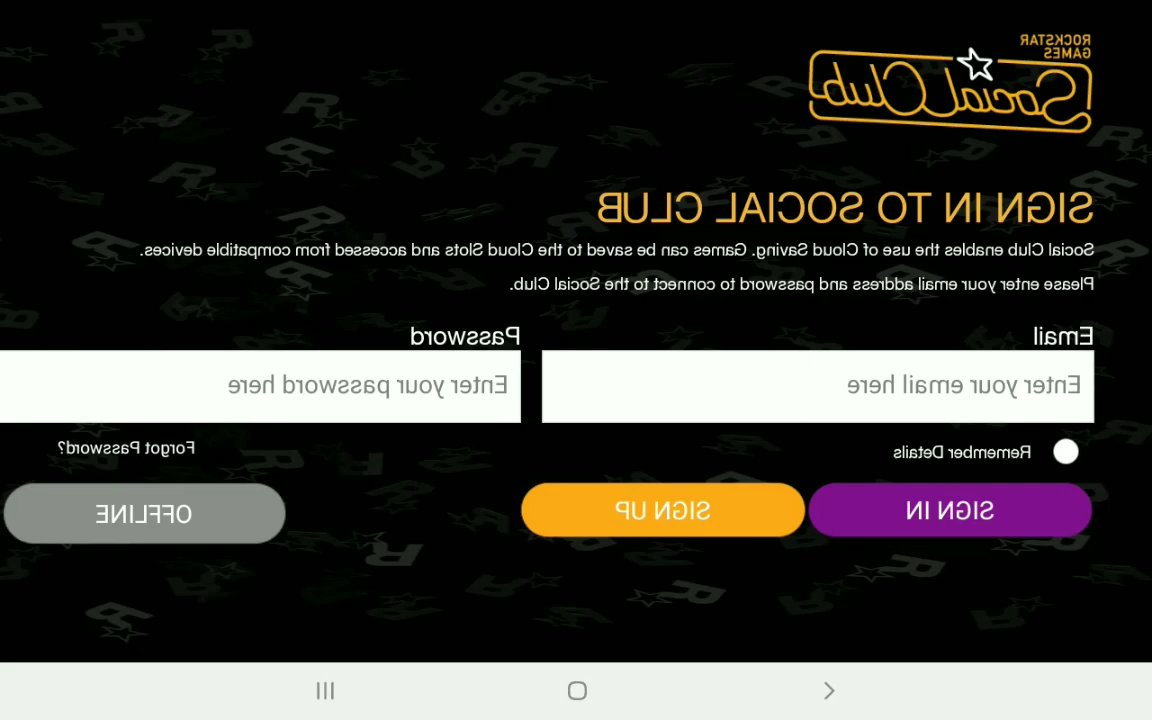 ROCKSTAR
GAMES
Social Club
SIGN IN TO SOCIAL CLUB
Social Club enables the use of Cloud Saving. Games can be saved to the Cloud Slots and accessed from compatible devices.
Please enter your email address and password to connect to the Social Club.
Email Password
Enter your email here Enter your password here
Remember Details Forgot Password?
SIGN IN SIGN UP OFFLINE